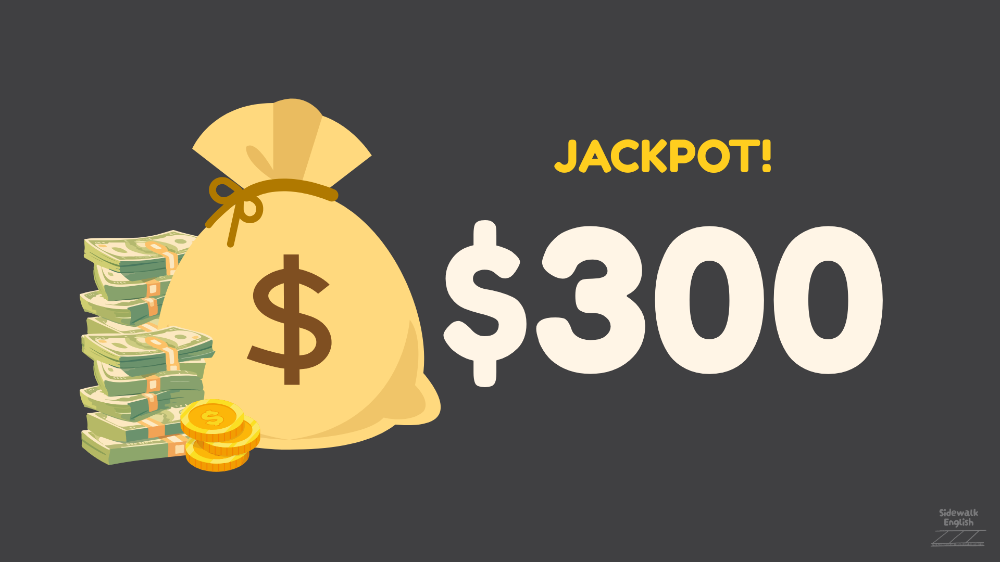 JACKPOT!
$300
$
$
Sidewalk
English